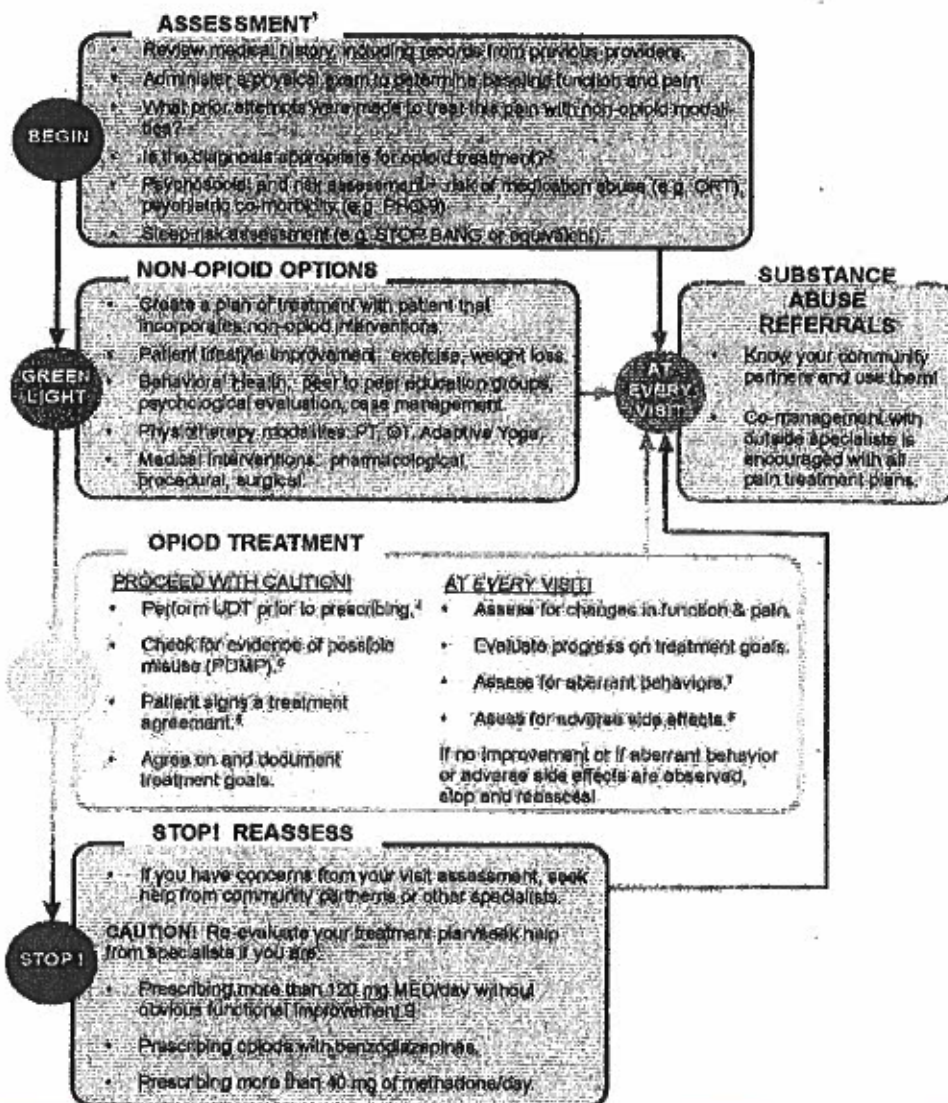 ASSESSMENT¹
• Review medical history, including records from previous providers.
• Administer a physical exam to determine baseline function and pain.
• What prior attempts were made to treat this pain with non-opioid modali-
ties?
• Is the diagnosis appropriate for opioid treatment?²
• Psychosocial and risk assessment: risk of medication abuse (e.g. ORT),
psychiatric co-morbidity (e.g. PHQ-9)
• Sleep-risk assessment (e.g. STOP BANG or equivalent).
BEGIN
NON-OPIOID OPTIONS
• Create a plan of treatment with patient that
incorporates non-opiod interventions.
• Patient lifestyle improvement: exercise, weight loss.
• Behavioral Health: peer to peer education groups,
psychological evaluation, case management.
• Physiotherapy modalities: PT, OT, Adaptive Yoga,
• Medical Interventions: pharmacological,
procedural, surgical.
GREEN
LIGHT
AT
EVERY
VISIT
SUBSTANCE
ABUSE
REFERRALS
• Know your community
partners and use them!
• Co-management with
outside specialists is
encouraged with all
pain treatment plans.
OPIOD TREATMENT
PROCEED WITH CAUTION!
• Perform UDT prior to prescribing.⁴
• Check for evidence of possible
misuse (PDMP).⁵
• Patient signs a treatment
agreement.⁶
• Agree on and document
treatment goals.
AT EVERY VISIT!
• Assess for changes in function & pain.
• Evaluate progress on treatment goals.
• Assess for aberrant behaviors.⁷
• Asses for adverse side effects.⁸
If no improvement or if aberrant behavior
or adverse side effects are observed,
stop and reassess!
STOP! REASSESS
• If you have concerns from your visit assessment, seek
help from community partners or other specialists.
CAUTION! Re-evaluate your treatment plan/seek help
from specialists if you are:
• Prescribing more than 120 mg MED/day without
obvious functional improvement.9
• Prescribing opiods with benzodiazepines.
• Prescribing more than 40 mg of methadone/day.
STOP!